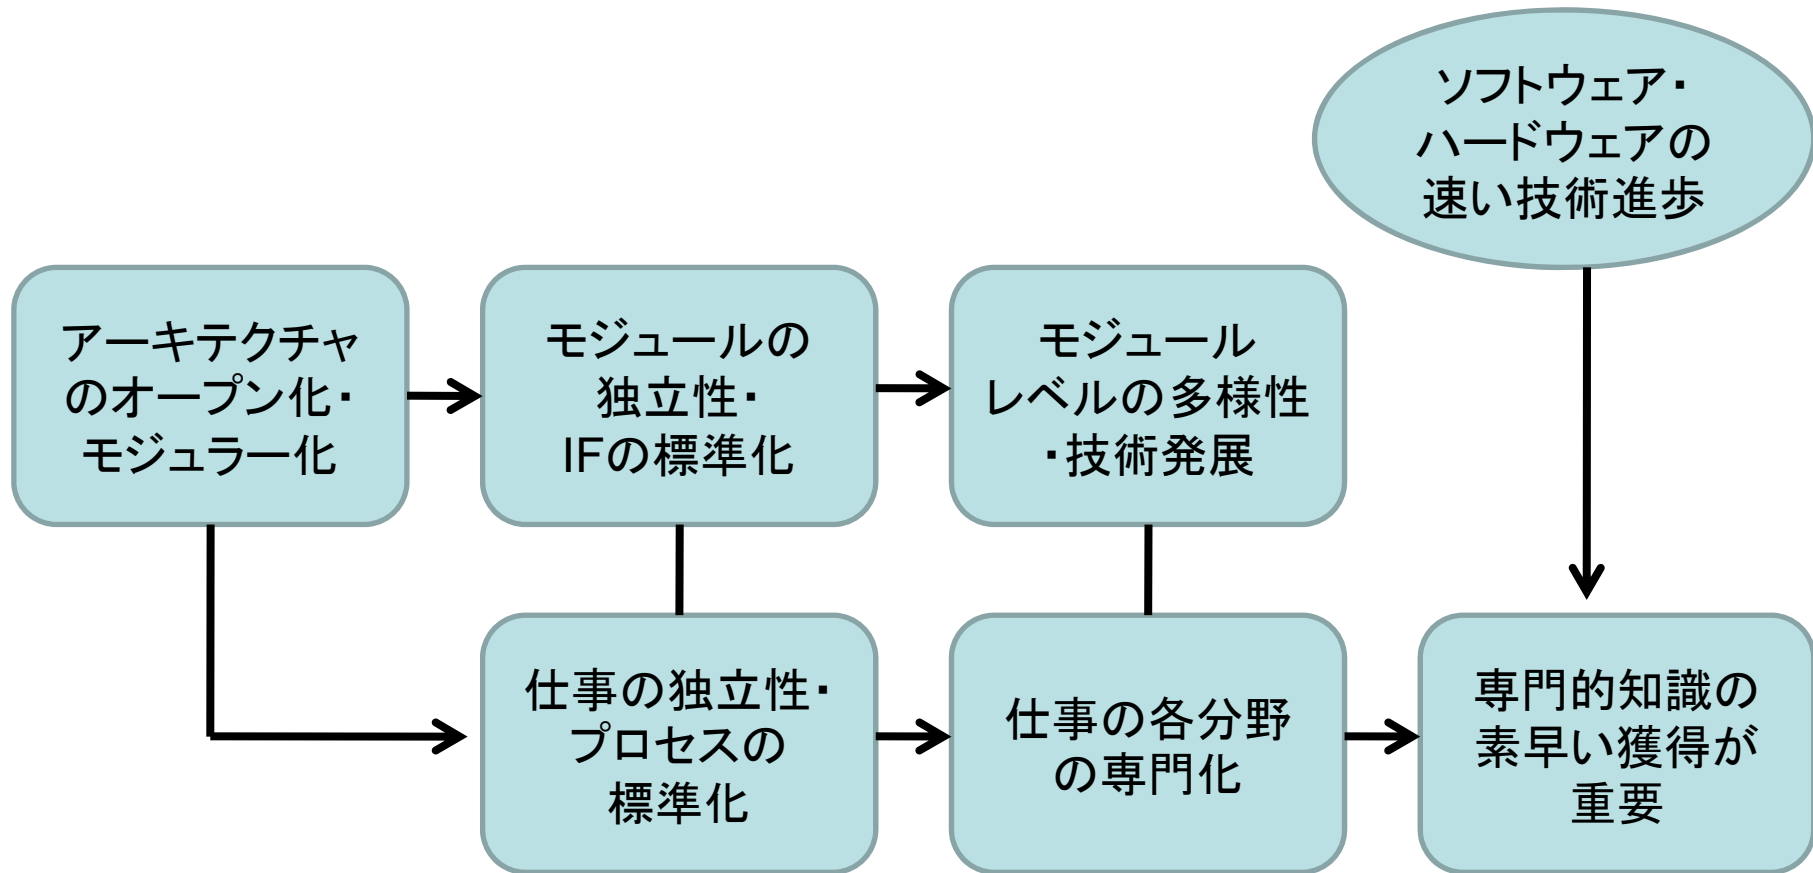 ソフトウェア・
ハードウェアの
速い技術進歩
アーキテクチャ
のオープン化・
モジュラー化
モジュールの
独立性・
IFの標準化
モジュール
レベルの多様性
・技術発展
仕事の独立性・
プロセスの
標準化
仕事の各分野
の専門化
専門的知識の
素早い獲得が
重要